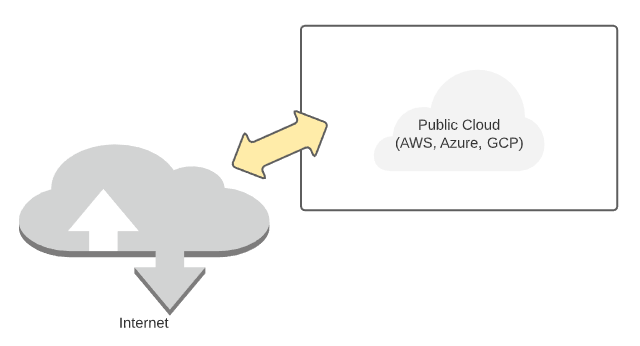 Public Cloud
(AWS, Azure, GCP)
Internet